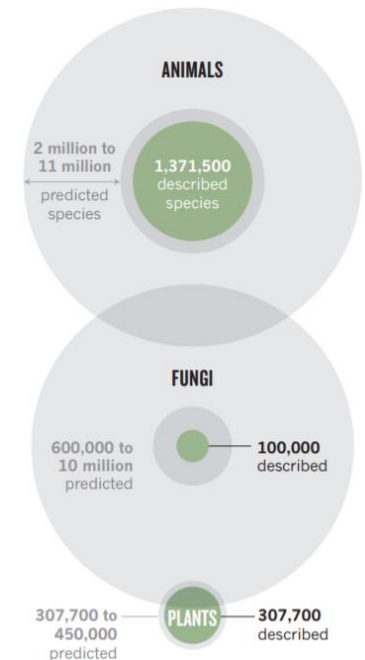 ANIMALS
2 million to
11 million
predicted
species
1,371,500
described
species
FUNGI
600,000 to
10 million
predicted
100,000
described
307,700 to
450,000
predicted
PLANTS
307,700
described